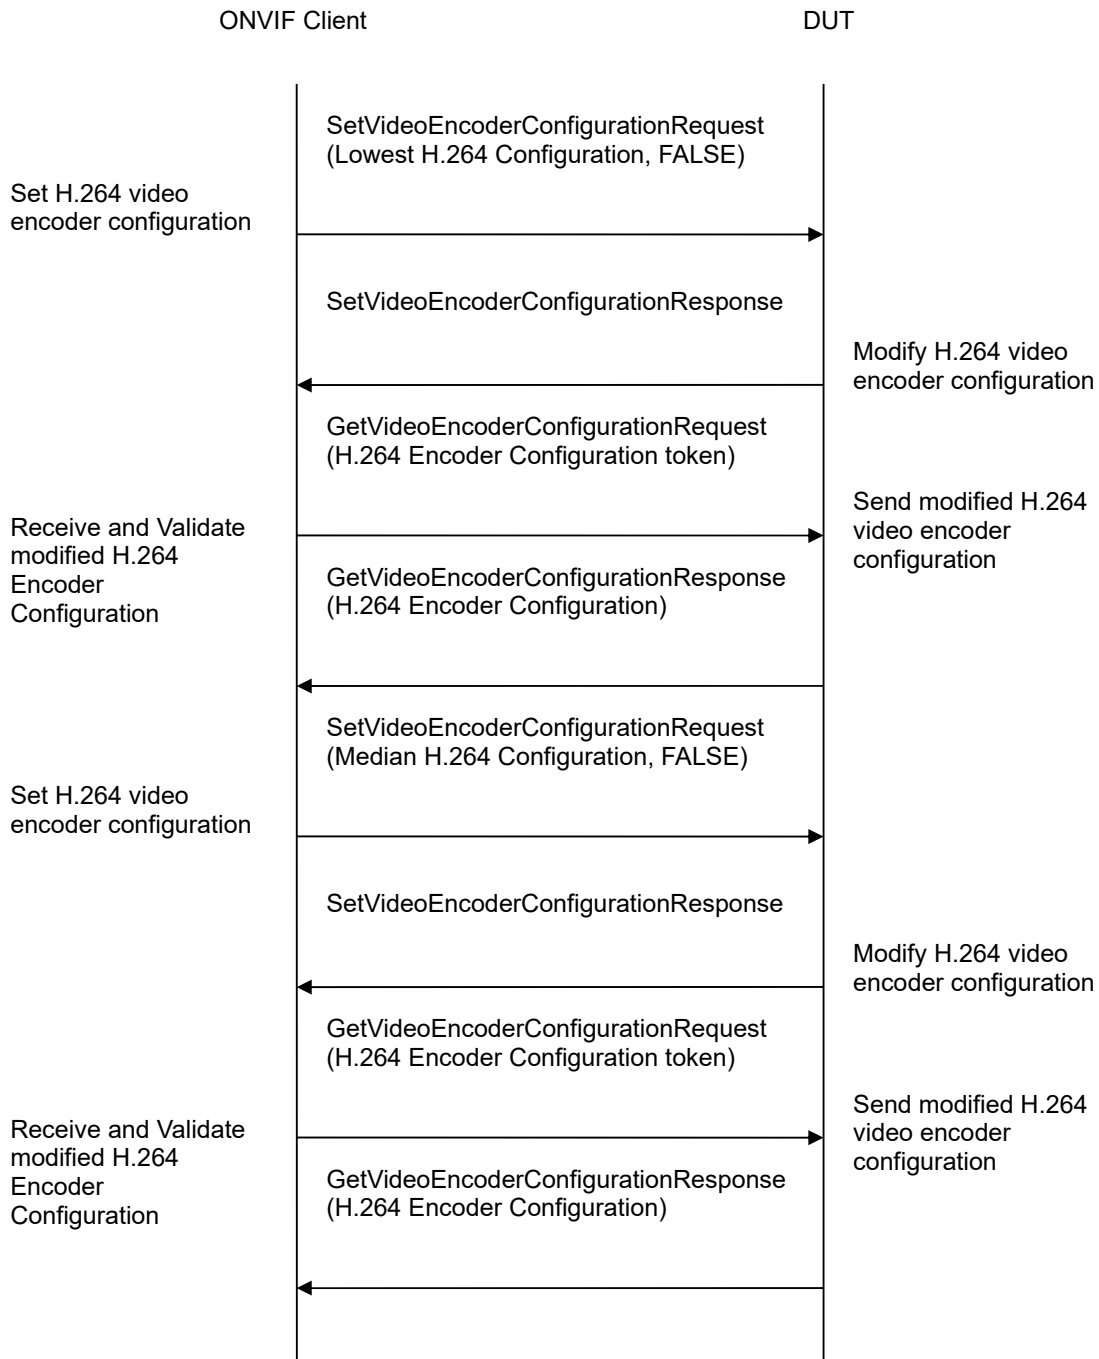 ONVIF Client
DUT
SetVideoEncoderConfigurationRequest
(Lowest H.264 Configuration, FALSE)
Set H.264 video
encoder configuration
SetVideoEncoderConfigurationResponse
Modify H.264 video
encoder configuration
GetVideoEncoderConfigurationRequest
(H.264 Encoder Configuration token)
Send modified H.264
video encoder
configuration
Receive and Validate
modified H.264
Encoder
Configuration
GetVideoEncoderConfigurationResponse
(H.264 Encoder Configuration)
SetVideoEncoderConfigurationRequest
(Median H.264 Configuration, FALSE)
Set H.264 video
encoder configuration
SetVideoEncoderConfigurationResponse
Modify H.264 video
encoder configuration
GetVideoEncoderConfigurationRequest
(H.264 Encoder Configuration token)
Send modified H.264
video encoder
configuration
Receive and Validate
modified H.264
Encoder
Configuration
GetVideoEncoderConfigurationResponse
(H.264 Encoder Configuration)